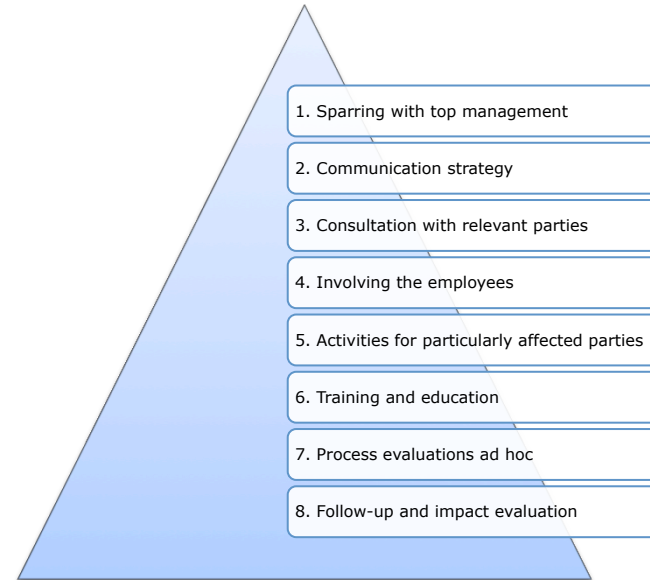 1. Sparring with top management
2. Communication strategy
3. Consultation with relevant parties
4. Involving the employees
5. Activities for particularly affected parties
6. Training and education
7. Process evaluations ad hoc
8. Follow-up and impact evaluation